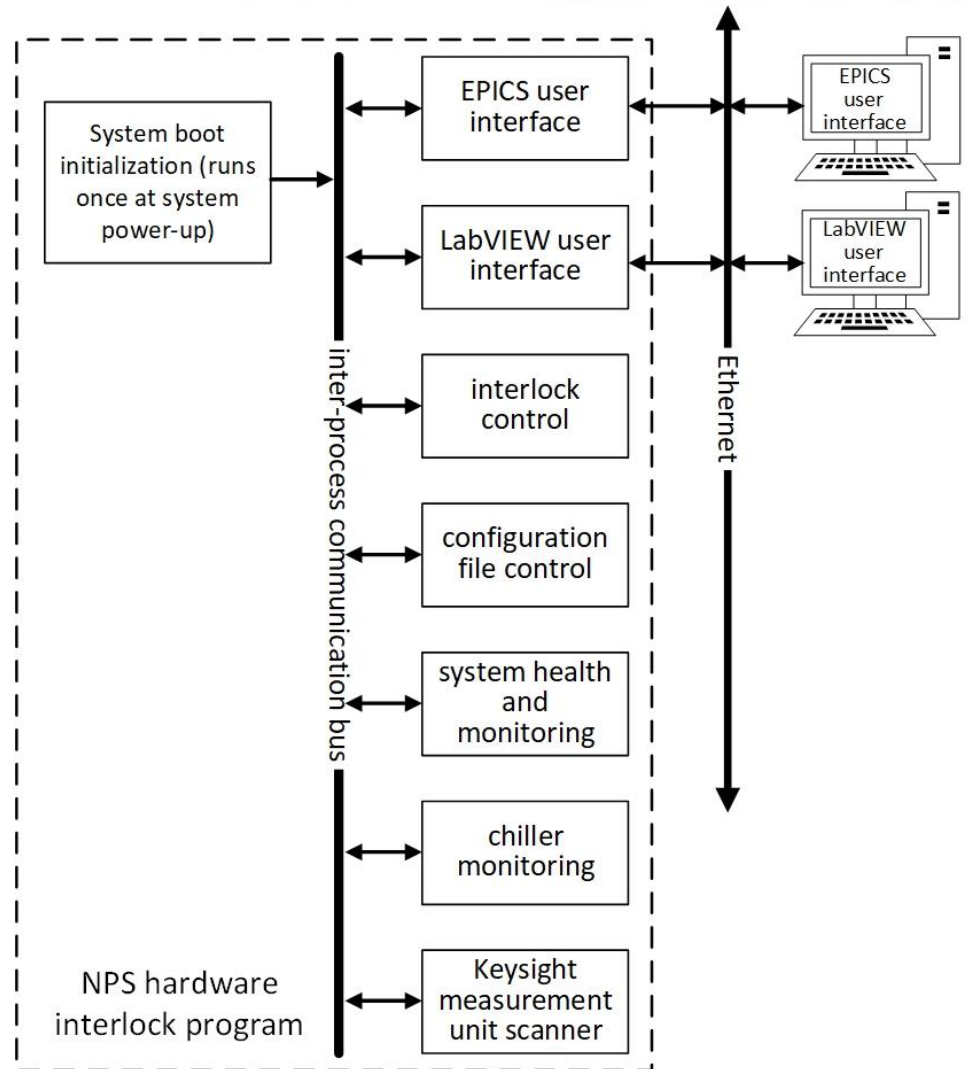 System boot
initialization (runs
once at system
power-up)
EPICS user
interface
LabVIEW user
interface
interlock
control
configuration
file control
system health
and
monitoring
chiller
monitoring
Keysight
measurement
unit scanner
inter-process communication bus
NPS hardware
interlock program
Ethernet
EPICS
user
interface
LabVIEW
user
interface